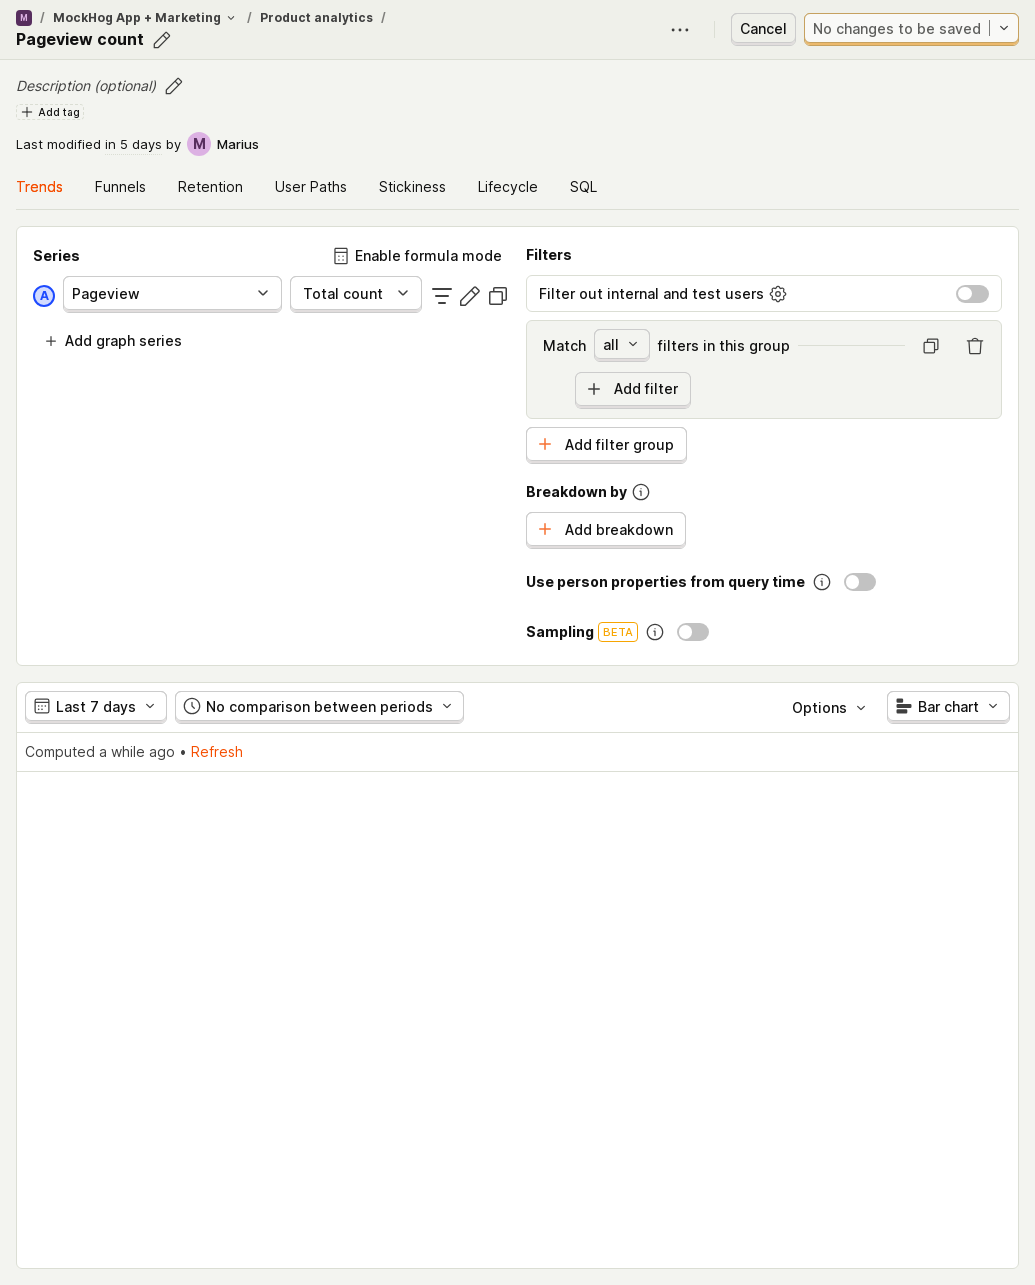 M / MockHog App + Marketing / Product analytics /
Pageview count
Cancel
No changes to be saved
Description (optional)
Add tag
Last modified in 5 days by M Marius
Trends Funnels Retention User Paths Stickiness Lifecycle SQL
Series
Enable formula mode
A Pageview Total count
Add graph series
Filters
Filter out internal and test users
Match all filters in this group
Add filter
Add filter group
Breakdown by
Add breakdown
Use person properties from query time
Sampling BETA
Last 7 days No comparison between periods Options Bar chart
Computed a while ago • Refresh